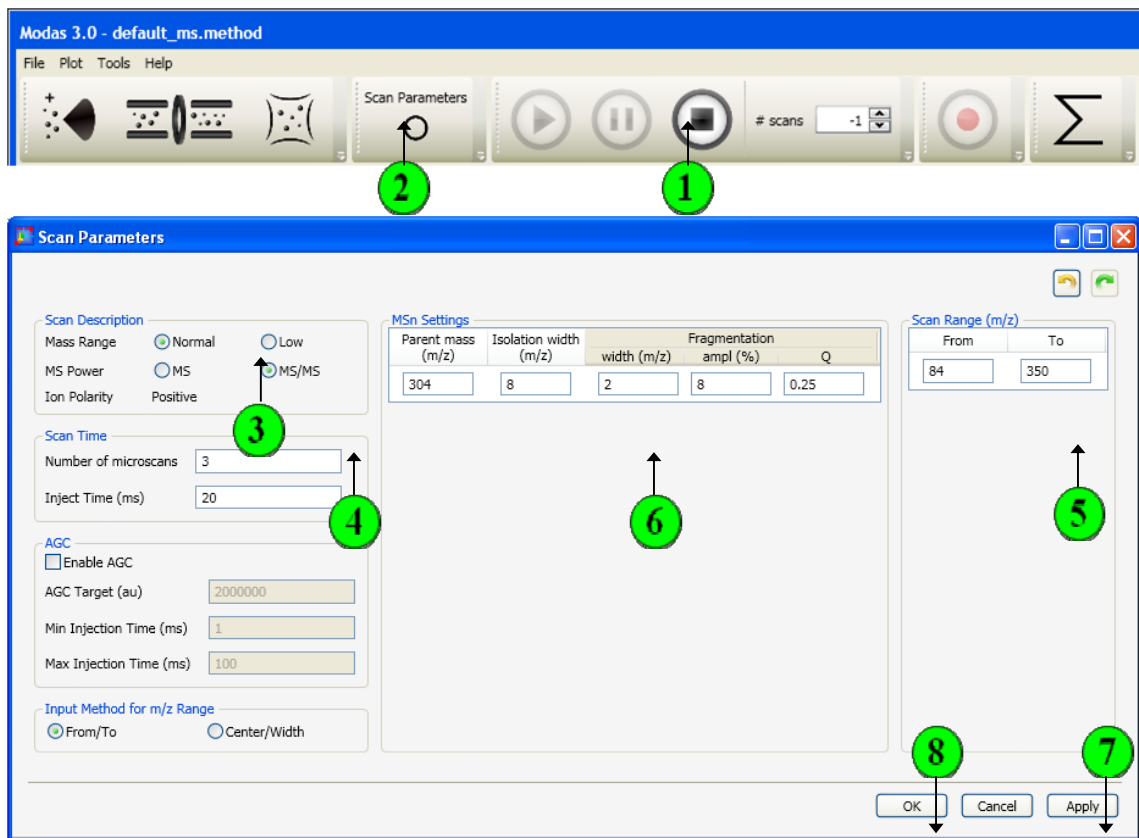 Modas 3.0 - default_ms.method
File Plot Tools Help
Scan Parameters
# scans -1
2 1
Scan Parameters
Scan Description
Mass Range Normal Low
MS Power MS MS/MS
Ion Polarity Positive
3
Scan Time
Number of microscans 3
Inject Time (ms) 20
4
AGC
Enable AGC
AGC Target (au) 2000000
Min Injection Time (ms) 1
Max Injection Time (ms) 100
Input Method for m/z Range
From/To Center/Width
MSn Settings
Parent mass (m/z) Isolation width (m/z) Fragmentation
width (m/z) ampl (%) Q
304 8 2 8 0.25
6
Scan Range (m/z)
From To
84 350
5
8 7
OK Cancel Apply